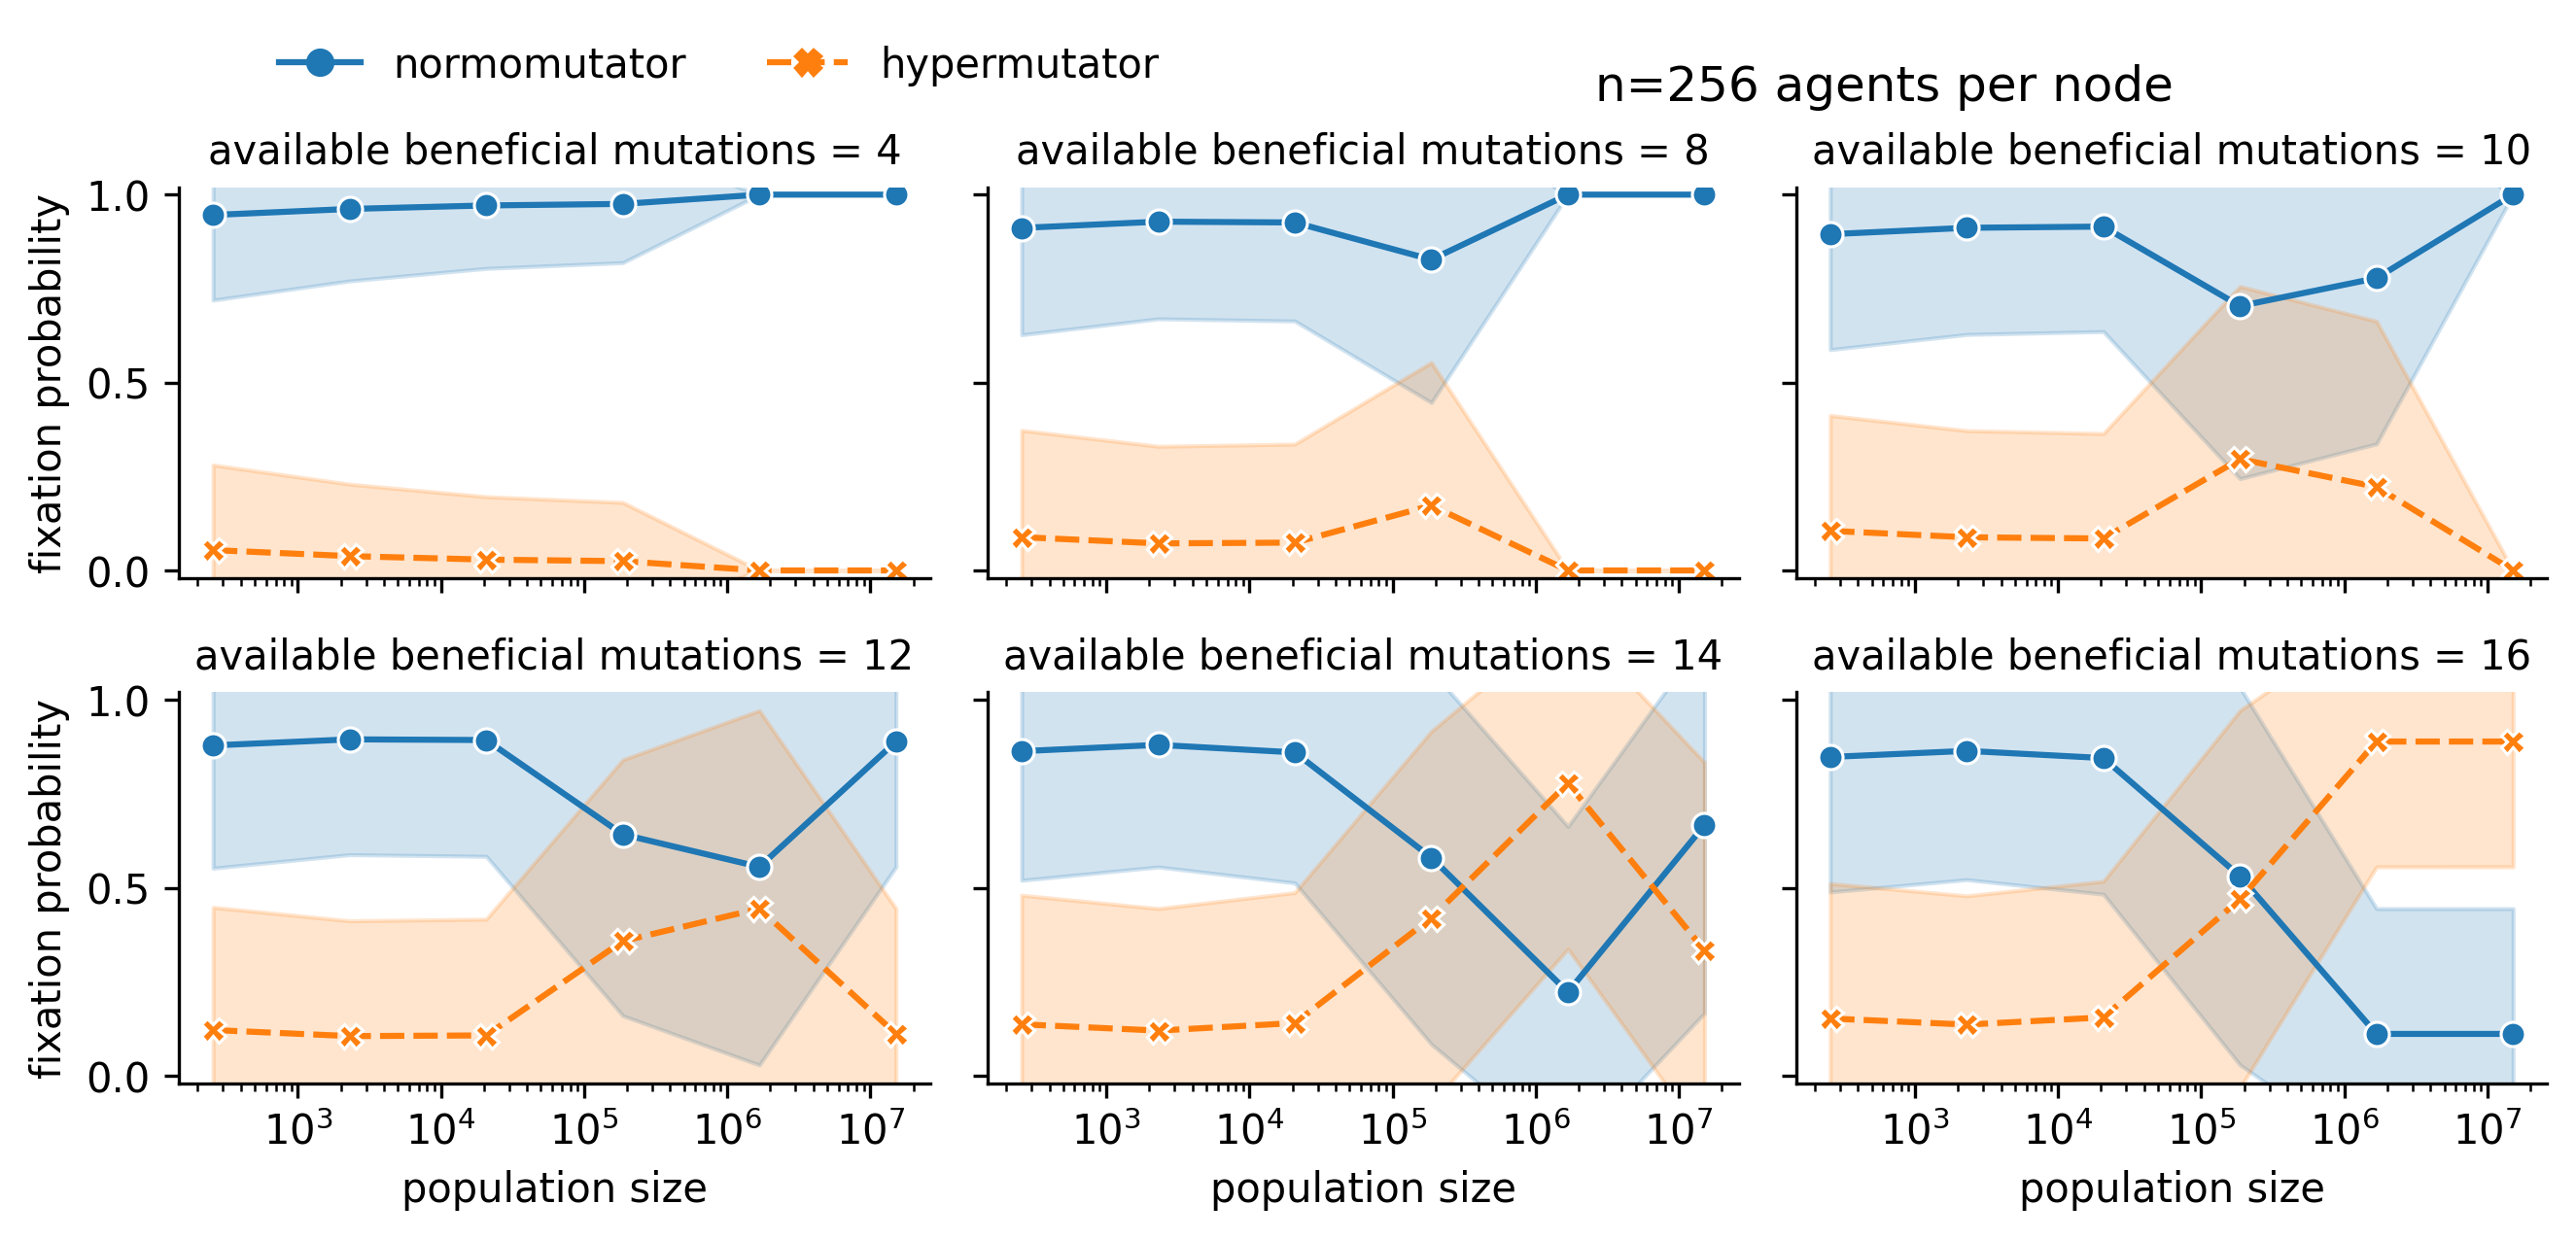 normomutator hypermutator
n=256 agents per node
available beneficial mutations = 4
available beneficial mutations = 8
available beneficial mutations = 10
fixation probability
1.0
0.5
0.0
available beneficial mutations = 12
available beneficial mutations = 14
available beneficial mutations = 16
fixation probability
1.0
0.5
0.0
10³ 10⁴ 10⁵ 10⁶ 10⁷
10³ 10⁴ 10⁵ 10⁶ 10⁷
10³ 10⁴ 10⁵ 10⁶ 10⁷
population size
population size
population size